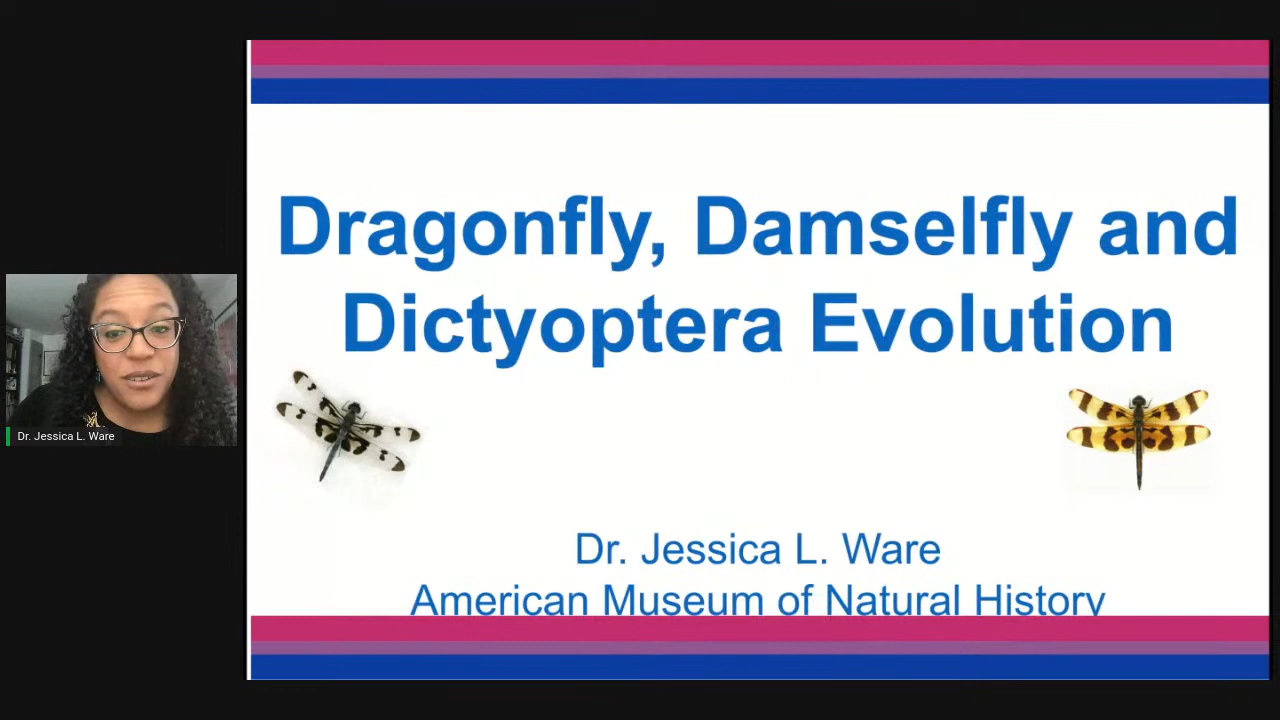 Dragonfly, Damselfly and
Dictyoptera Evolution
Dr. Jessica L. Ware
American Museum of Natural History
Dr. Jessica L. Ware